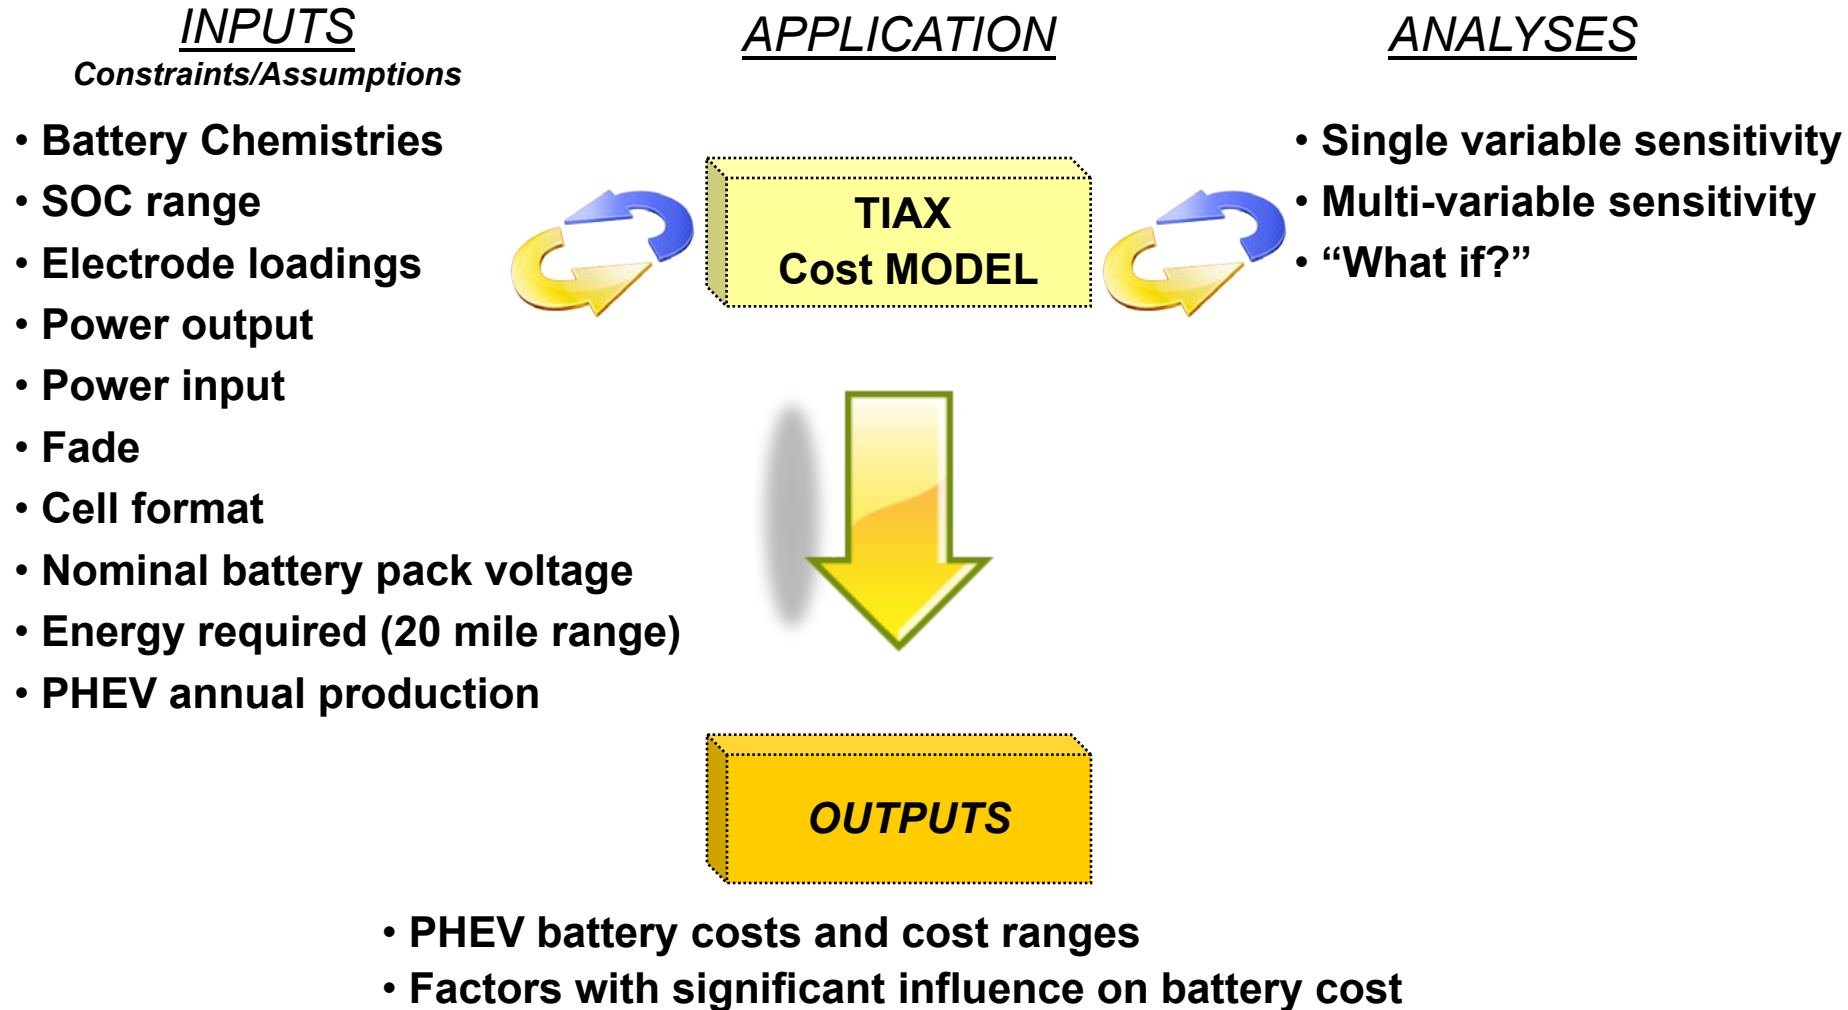 INPUTS
Constraints/Assumptions
• Battery Chemistries
• SOC range
• Electrode loadings
• Power output
• Power input
• Fade
• Cell format
• Nominal battery pack voltage
• Energy required (20 mile range)
• PHEV annual production
APPLICATION
TIAX
Cost MODEL
ANALYSES
• Single variable sensitivity
• Multi-variable sensitivity
• “What if?”
OUTPUTS
• PHEV battery costs and cost ranges
• Factors with significant influence on battery cost